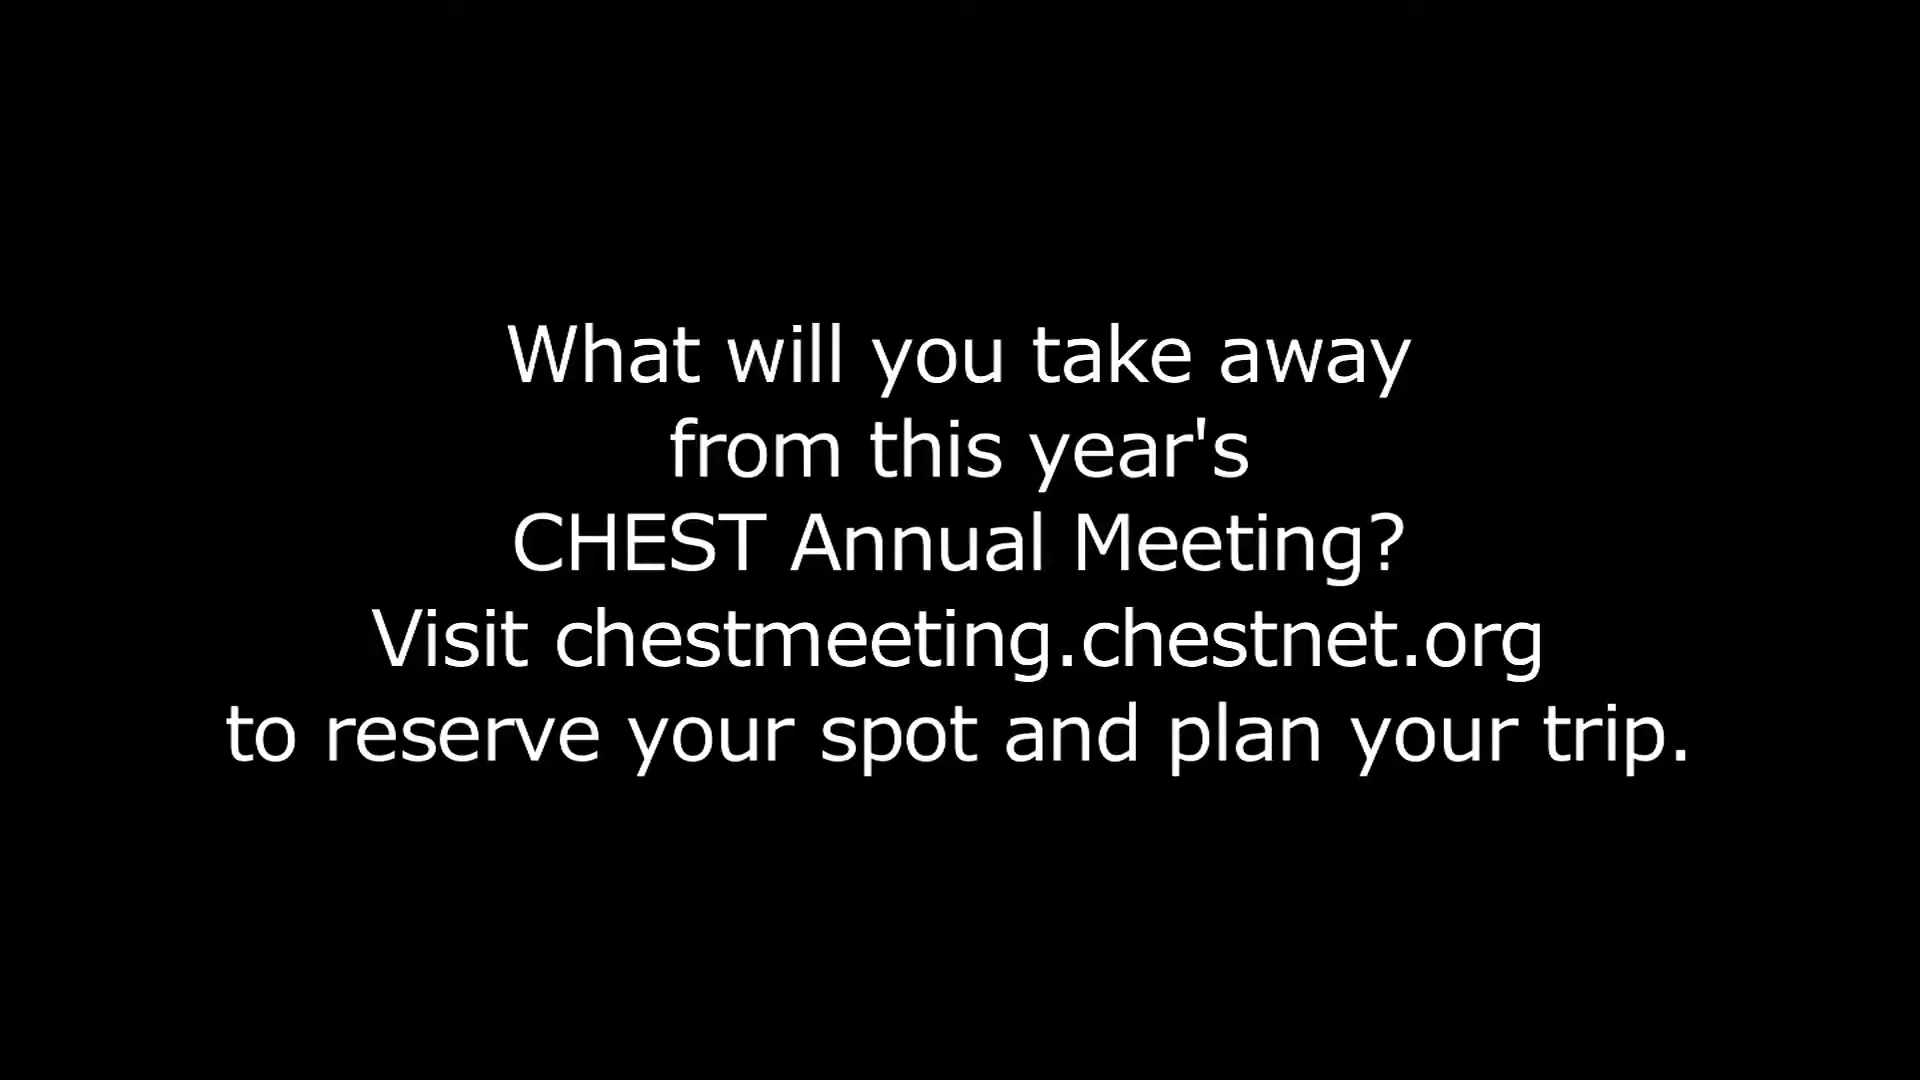 What will you take away
from this year's
CHEST Annual Meeting?
Visit chestmeeting.chestnet.org
to reserve your spot and plan your trip.